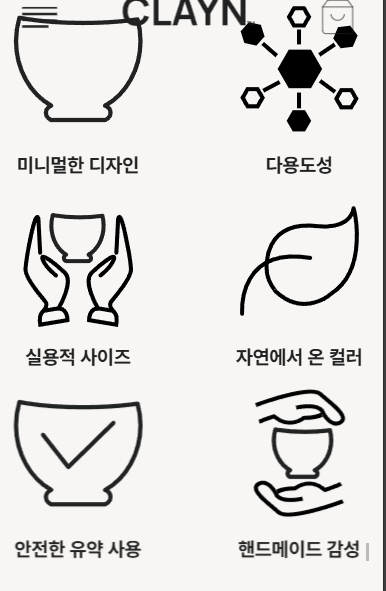 CLAYN
미니멀한 디자인
다용도성
실용적 사이즈
자연에서 온 컬러
안전한 유약 사용
핸드메이드 감성